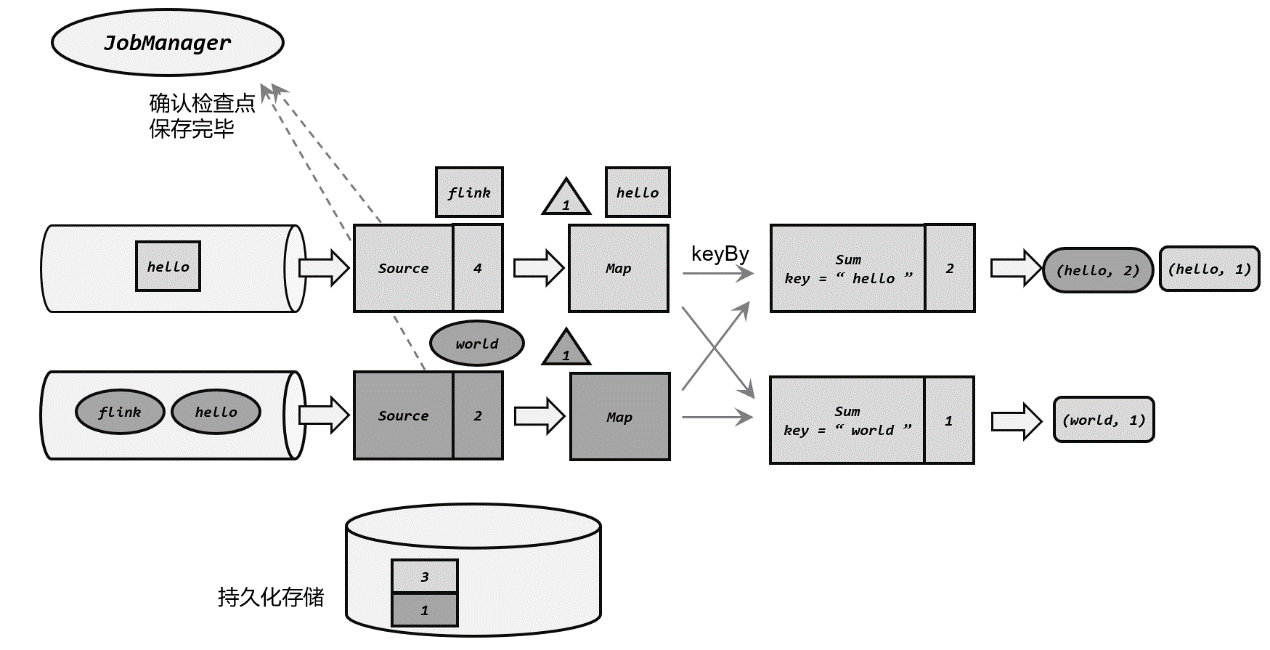 JobManager
确认检查点
保存完毕
flink
1
hello
hello
Source
4
Map
keyBy
Sum
key = “ hello ”
2
(hello, 2)
(hello, 1)
world
1
flink
hello
Source
2
Map
Sum
key = “ world ”
1
(world, 1)
持久化存储
3
1